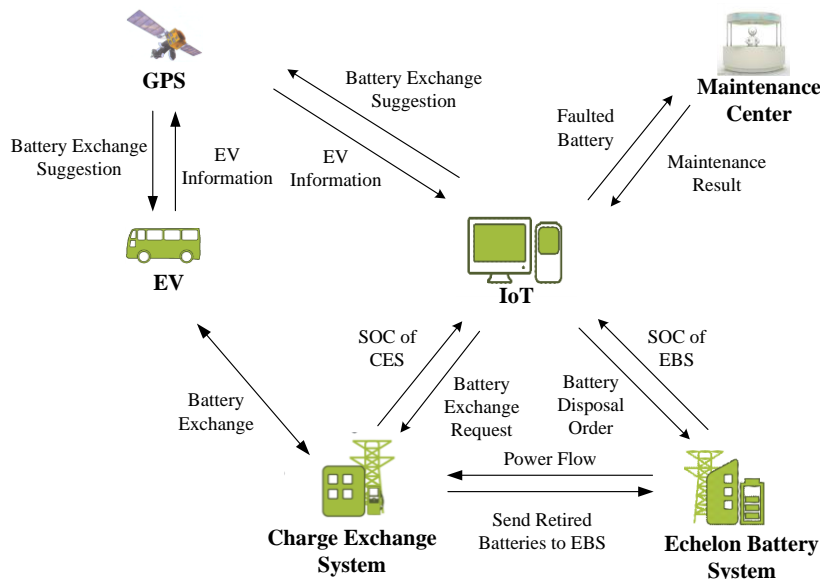 GPS
Battery Exchange
Suggestion
Maintenance
Center
Faulted
Battery
Maintenance
Result
Battery Exchange
Suggestion
EV
Information
EV
Information
EV
IoT
SOC of
CES
SOC of
EBS
Battery
Exchange
Battery
Exchange
Request
Battery
Disposal
Order
Power Flow
Send Retired
Batteries to EBS
Charge Exchange
System
Echelon Battery
System